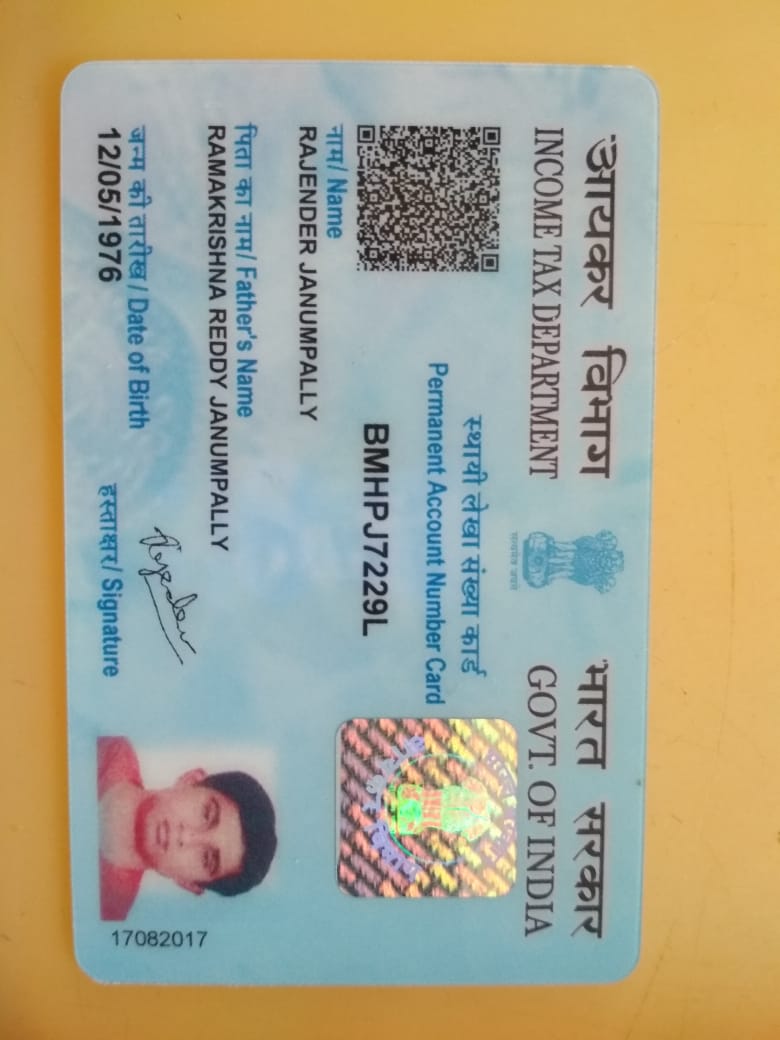 आयकर विभाग
INCOME TAX DEPARTMENT
सत्यमेव जयते
भारत सरकार
GOVT. OF INDIA
स्थायी लेखा संख्या कार्ड
Permanent Account Number Card
BMHPJ7229L
नाम / Name
RAJENDER JANUMPALLY
पिता का नाम / Father's Name
RAMAKRISHNA REDDY JANUMPALLY
जन्म की तारीख / Date of Birth
12/05/1976
हस्ताक्षर / Signature
17082017